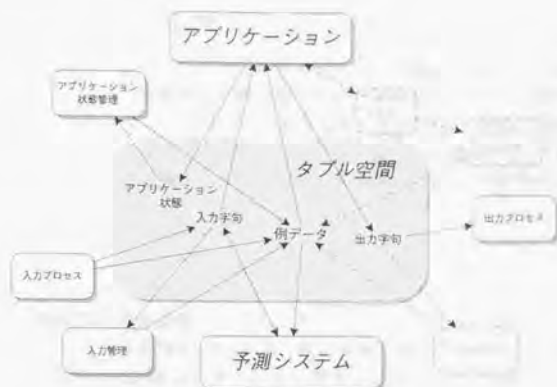 アプリケーション
アプリケーション
状態管理
タプル空間
アプリケーション
状態
入力字句
例データ
出力字句
出力プロセス
入力プロセス
入力管理
予測システム